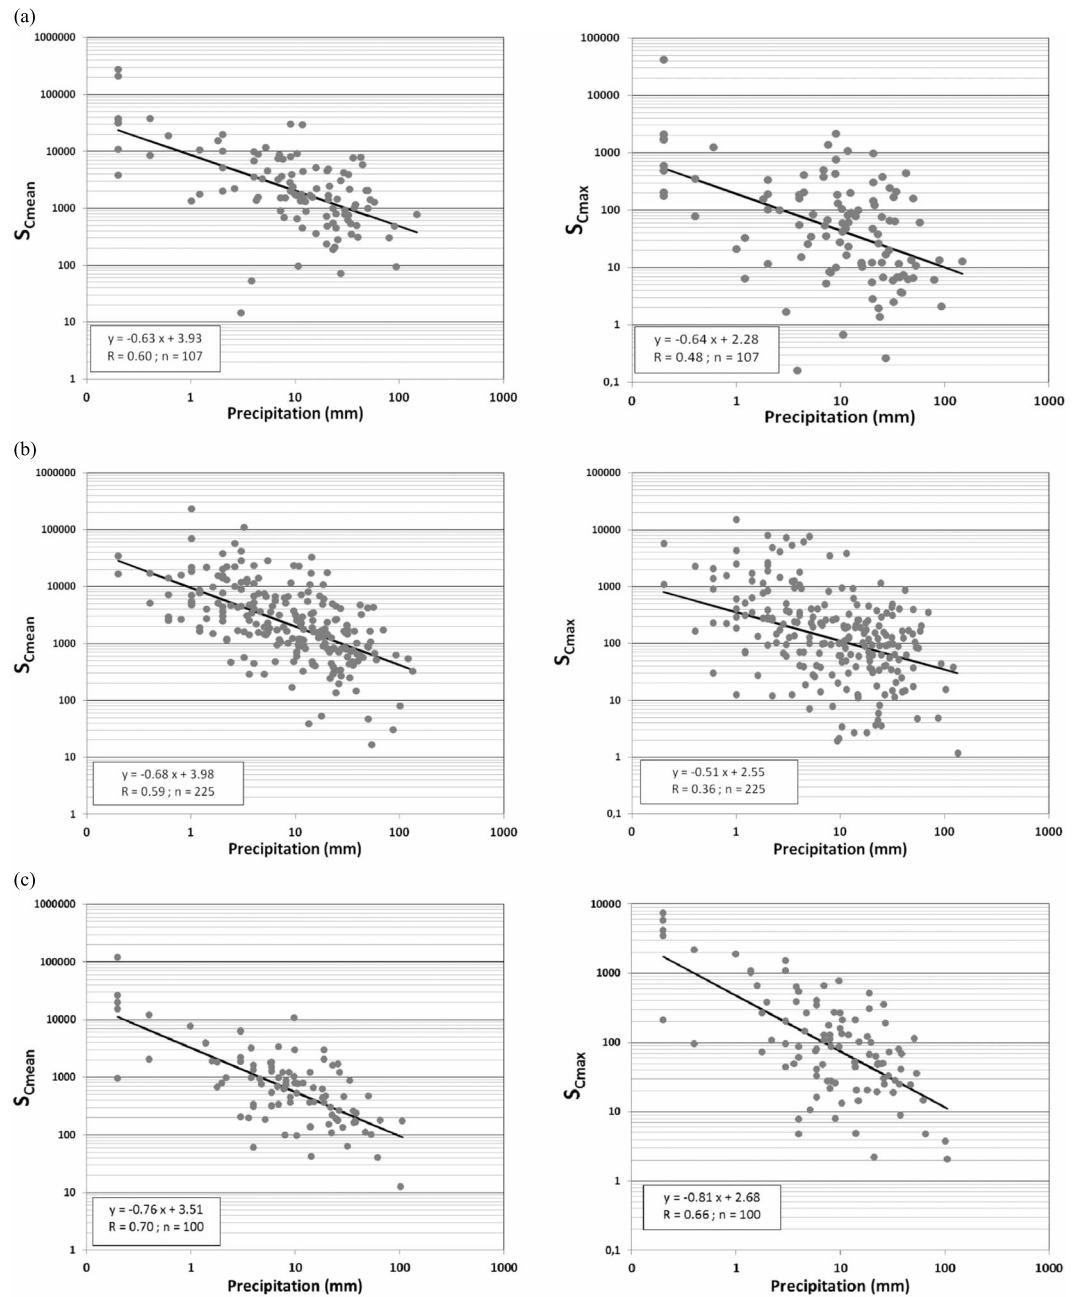 (a)
1000000
100000
10000
1000
100
10
1
S_Cmean
y = -0.63 x + 3.93
R = 0.60 ; n = 107
0 1 10 100 1000
Precipitation (mm)
100000
10000
1000
100
10
1
0,1
S_Cmax
y = -0.64 x + 2.28
R = 0.48 ; n = 107
0 1 10 100 1000
Precipitation (mm)
(b)
1000000
100000
10000
1000
100
10
1
S_Cmean
y = -0.68 x + 3.98
R = 0.59 ; n = 225
0 1 10 100 1000
Precipitation (mm)
100000
10000
1000
100
10
1
0,1
S_Cmax
y = -0.51 x + 2.55
R = 0.36 ; n = 225
0 1 10 100 1000
Precipitation (mm)
(c)
1000000
100000
10000
1000
100
10
1
S_Cmean
y = -0.76 x + 3.51
R = 0.70 ; n = 100
0 1 10 100 1000
Precipitation (mm)
10000
1000
100
10
1
0,1
S_Cmax
y = -0.81 x + 2.68
R = 0.66 ; n = 100
0 1 10 100 1000
Precipitation (mm)